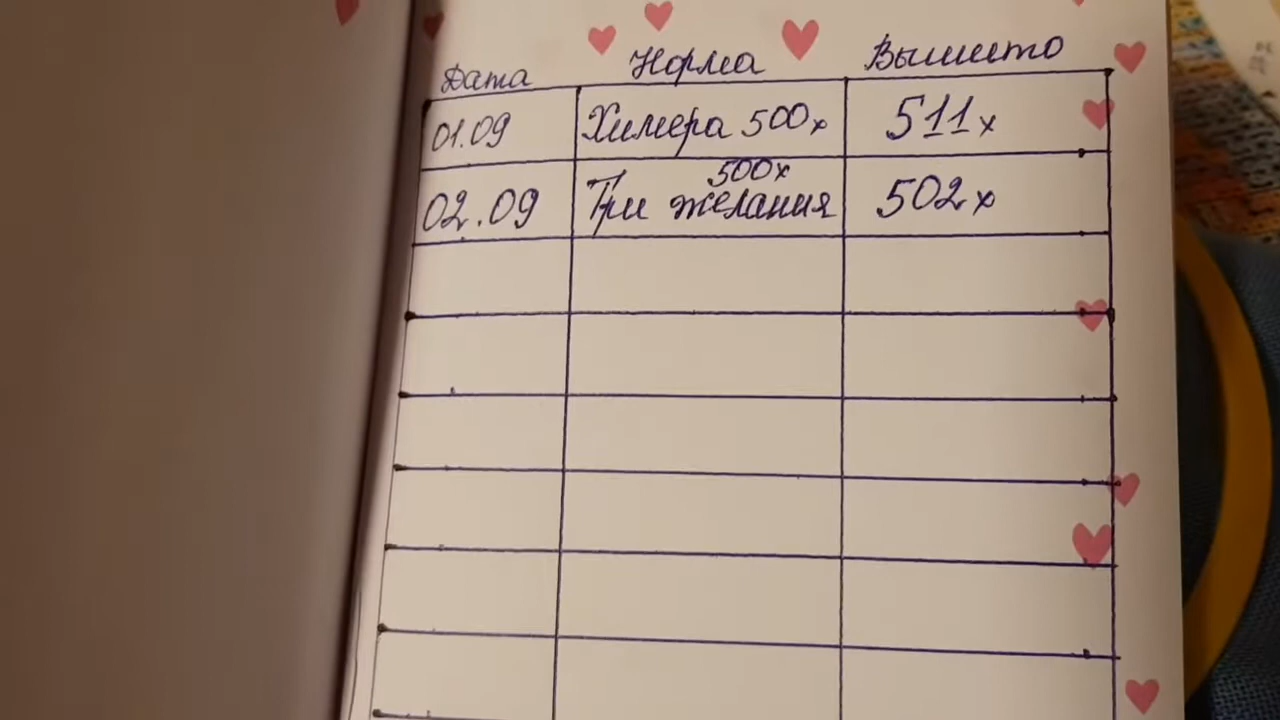 Дата Норма Вышито
01.09 Химера 500х 511х
02.09 500х Три желания 502х